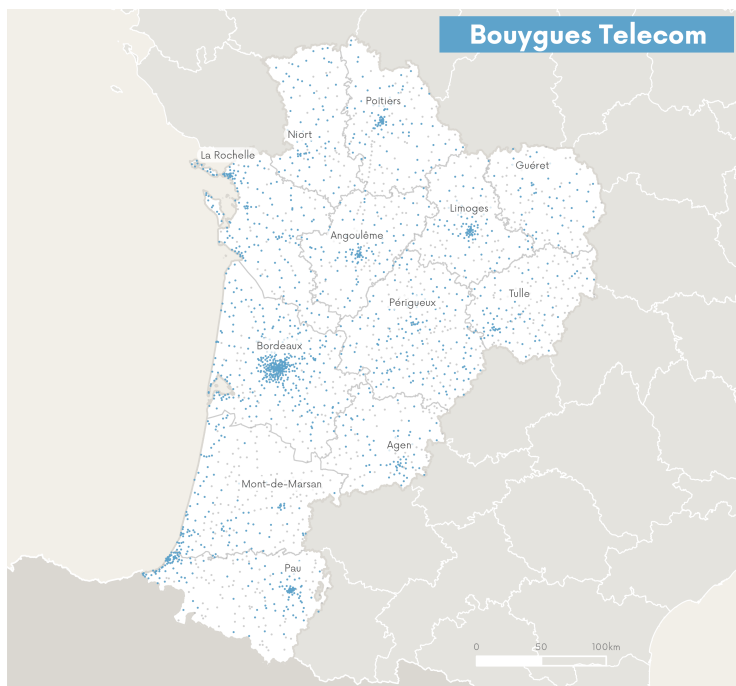 Bouygues Telecom
Poitiers
Niort
La Rochelle
Guéret
Limoges
Angoulême
Tulle
Périgueux
Bordeaux
Agen
Mont-de-Marsan
Pau
0 50 100km